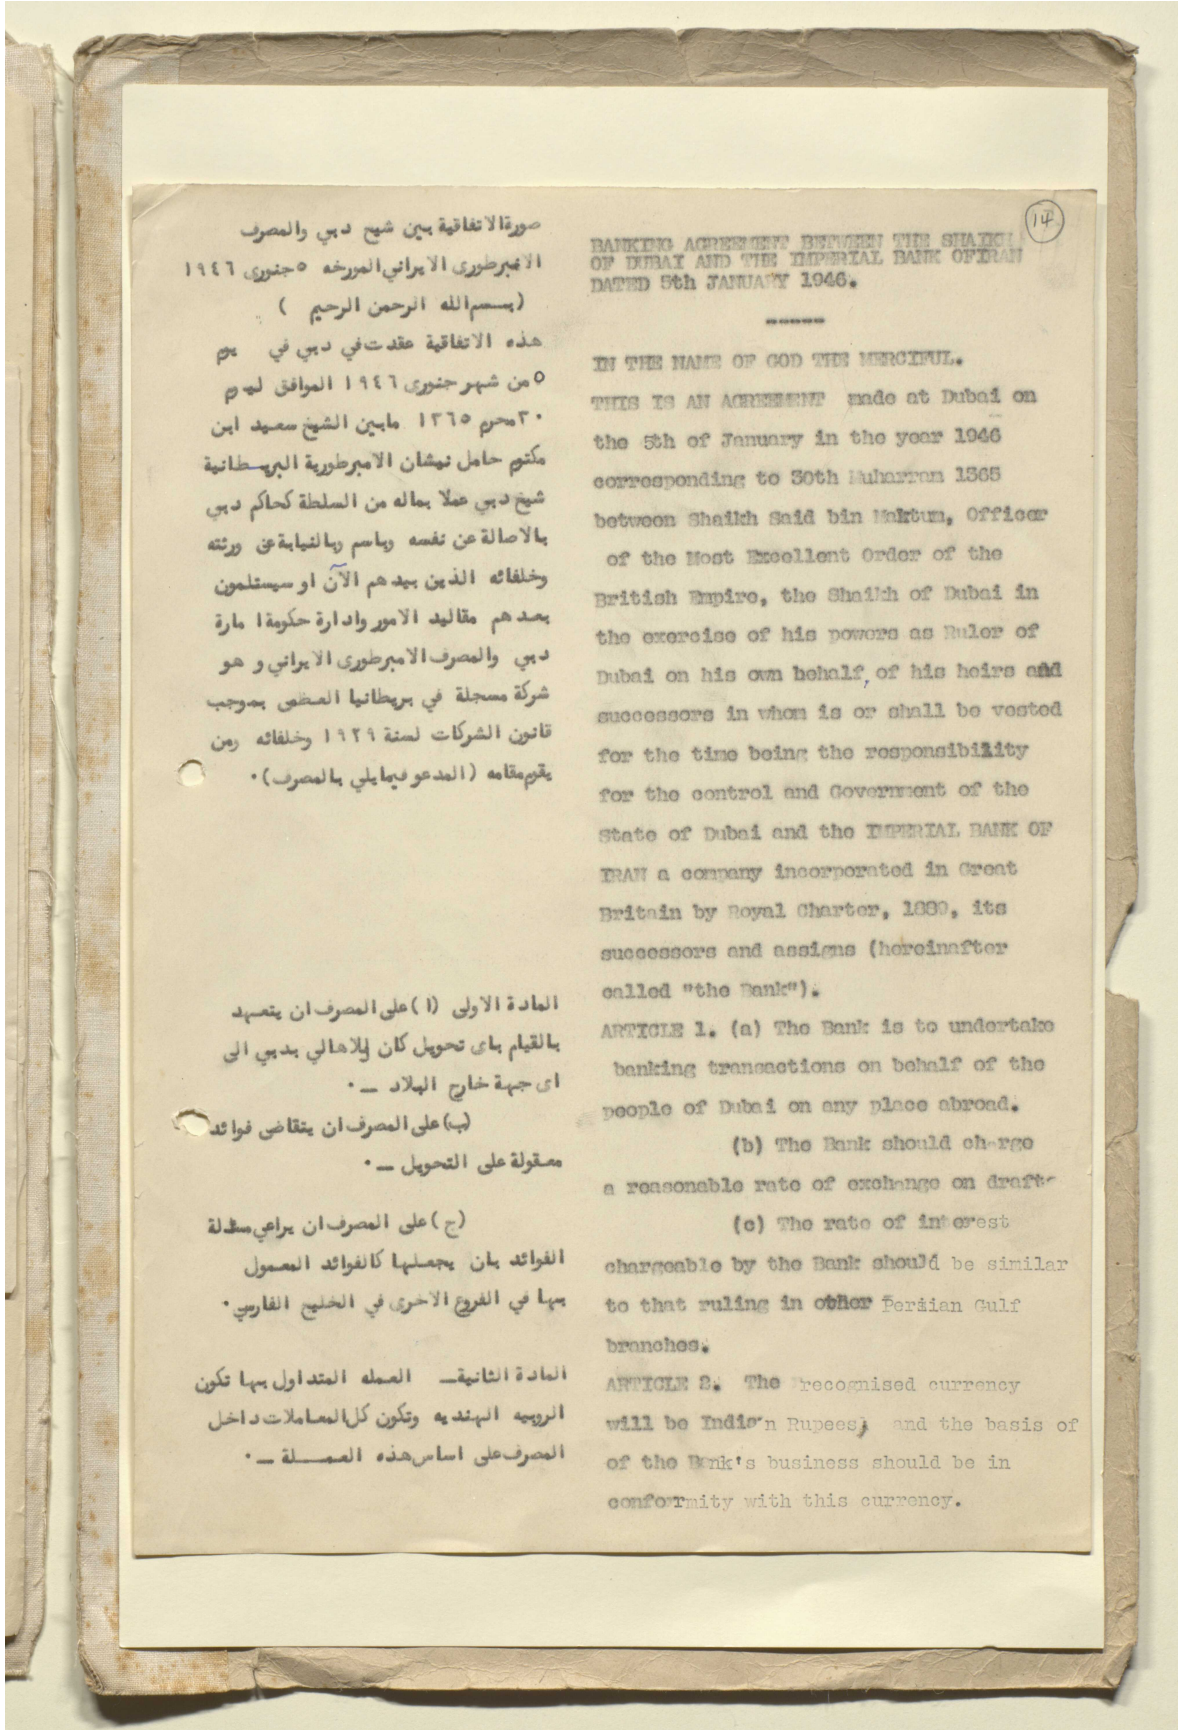 14
صورة الاتفاقية بين شيخ دبي والمصرف
الامبرطورى الايراني المورخه ٥ جنورى ١٩٤٦
(بسم الله الرحمن الرحيم )
هذه الاتفاقية عقدت في دبي في يوم
٥ من شهر جنورى ١٩٤٦ الموافق ليوم
٣٠ محرم ١٣٦٥ مابين الشيخ سعيد ابن
مكتوم حامل نيشان الامبرطورية البريطانية
شيخ دبي عملا بماله من السلطة كحاكم دبي
بالاصالة عن نفسه وباسم وبالنيابة عن ورثته
وخلفائه الذين بيدهم الآن او سيستلمون
بعدهم مقاليد الامور وادارة حكومة امارة
دبي والمصرف الامبرطورى الايراني و هو
شركة مسجلة في بريطانيا العظمى بموجب
قانون الشركات لسنة ١٩٢٩ وخلفائه ومن
يقوم مقامه (المدعو فيمايلي بالمصرف)٠
المادة الاولى (ا) على المصرف ان يتعهد
بالقيام باى تحويل كان للاهالي بدبي الى
اى جهة خارج البلاد _ ٠
(ب) على المصرف ان يتقاضى فوائد
معقولة على التحويل _ ٠
(ج) على المصرف ان يراعي مسئلة
الفوائد بان يجعلها كالفوائد المعمول
بها في الفروع الاخرى في الخليج الفارسي٠
المادة الثانية_ العمله المتداول بها تكون
الروبيه الهنديه وتكون كل المعاملات داخل
المصرف على اساس هذه العملة _ ٠
BANKING AGREEMENT BETWEEN THE SHAIKH
OF DUBAI AND THE IMPERIAL BANK OFIRAN
DATED 5th JANUARY 1946.
-----
IN THE NAME OF GOD THE MERCIFUL.
THIS IS AN AGREEMENT made at Dubai on
the 5th of January in the year 1946
corresponding to 30th Muharram 1365
between Shaikh Said bin Maktum, Officer
of the Most Excellent Order of the
British Empire, the Shaikh of Dubai in
the exercise of his powers as Ruler of
Dubai on his own behalf, of his heirs and
successors in whom is or shall be vested
for the time being the responsibility
for the control and Government of the
State of Dubai and the IMPERIAL BANK OF
IRAN a company incorporated in Great
Britain by Royal Charter, 1889, its
successors and assigns (hereinafter
called "the Bank").
ARTICLE 1. (a) The Bank is to undertake
banking transactions on behalf of the
people of Dubai on any place abroad.
(b) The Bank should charge
a reasonable rate of exchange on drafts
(c) The rate of interest
chargeable by the Bank should be similar
to that ruling in other Persian Gulf
branches.
ARTICLE 2. The recognised currency
will be Indian Rupees, and the basis of
of the Bank's business should be in
conformity with this currency.